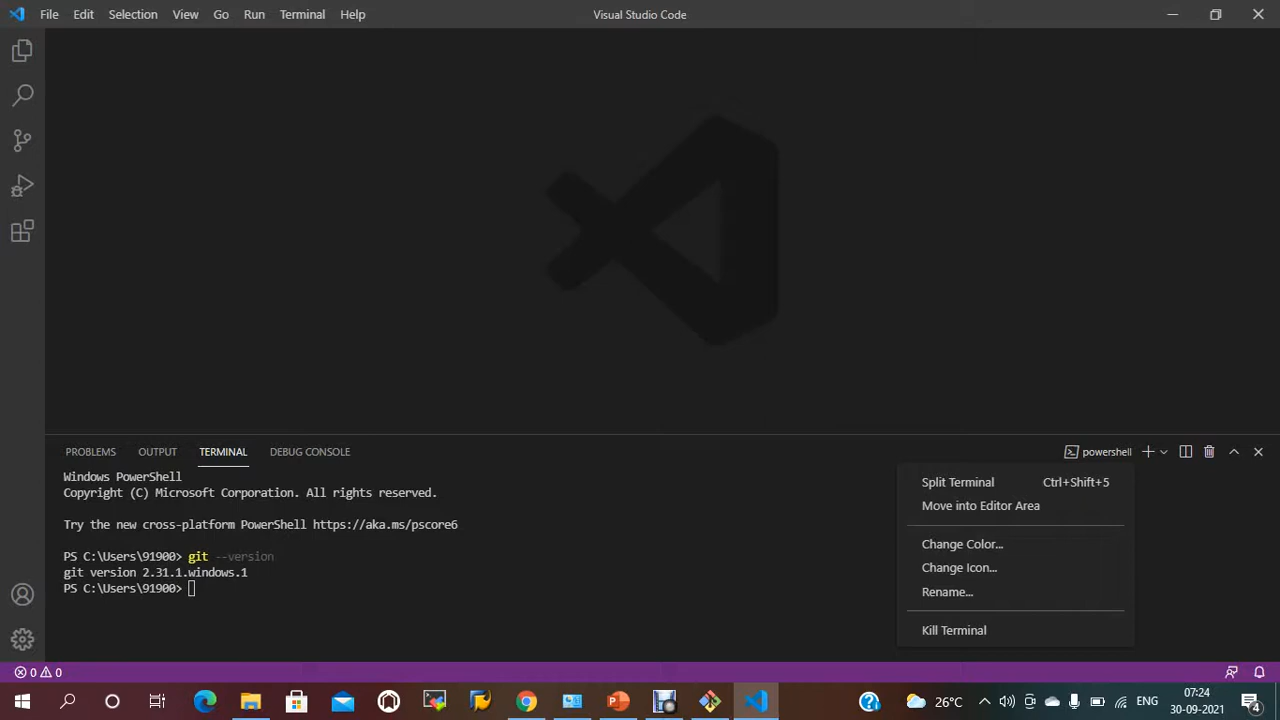 File Edit Selection View Go Run Terminal Help Visual Studio Code
PROBLEMS OUTPUT TERMINAL DEBUG CONSOLE powershell
Windows PowerShell
Copyright (C) Microsoft Corporation. All rights reserved.
Try the new cross-platform PowerShell https://aka.ms/pscore6
PS C:\Users\91900> git --version
git version 2.31.1.windows.1
PS C:\Users\91900>
Split Terminal Ctrl+Shift+5
Move into Editor Area
Change Color...
Change Icon...
Rename...
Kill Terminal
0 0
26°C ENG 07:24
30-09-2021 4